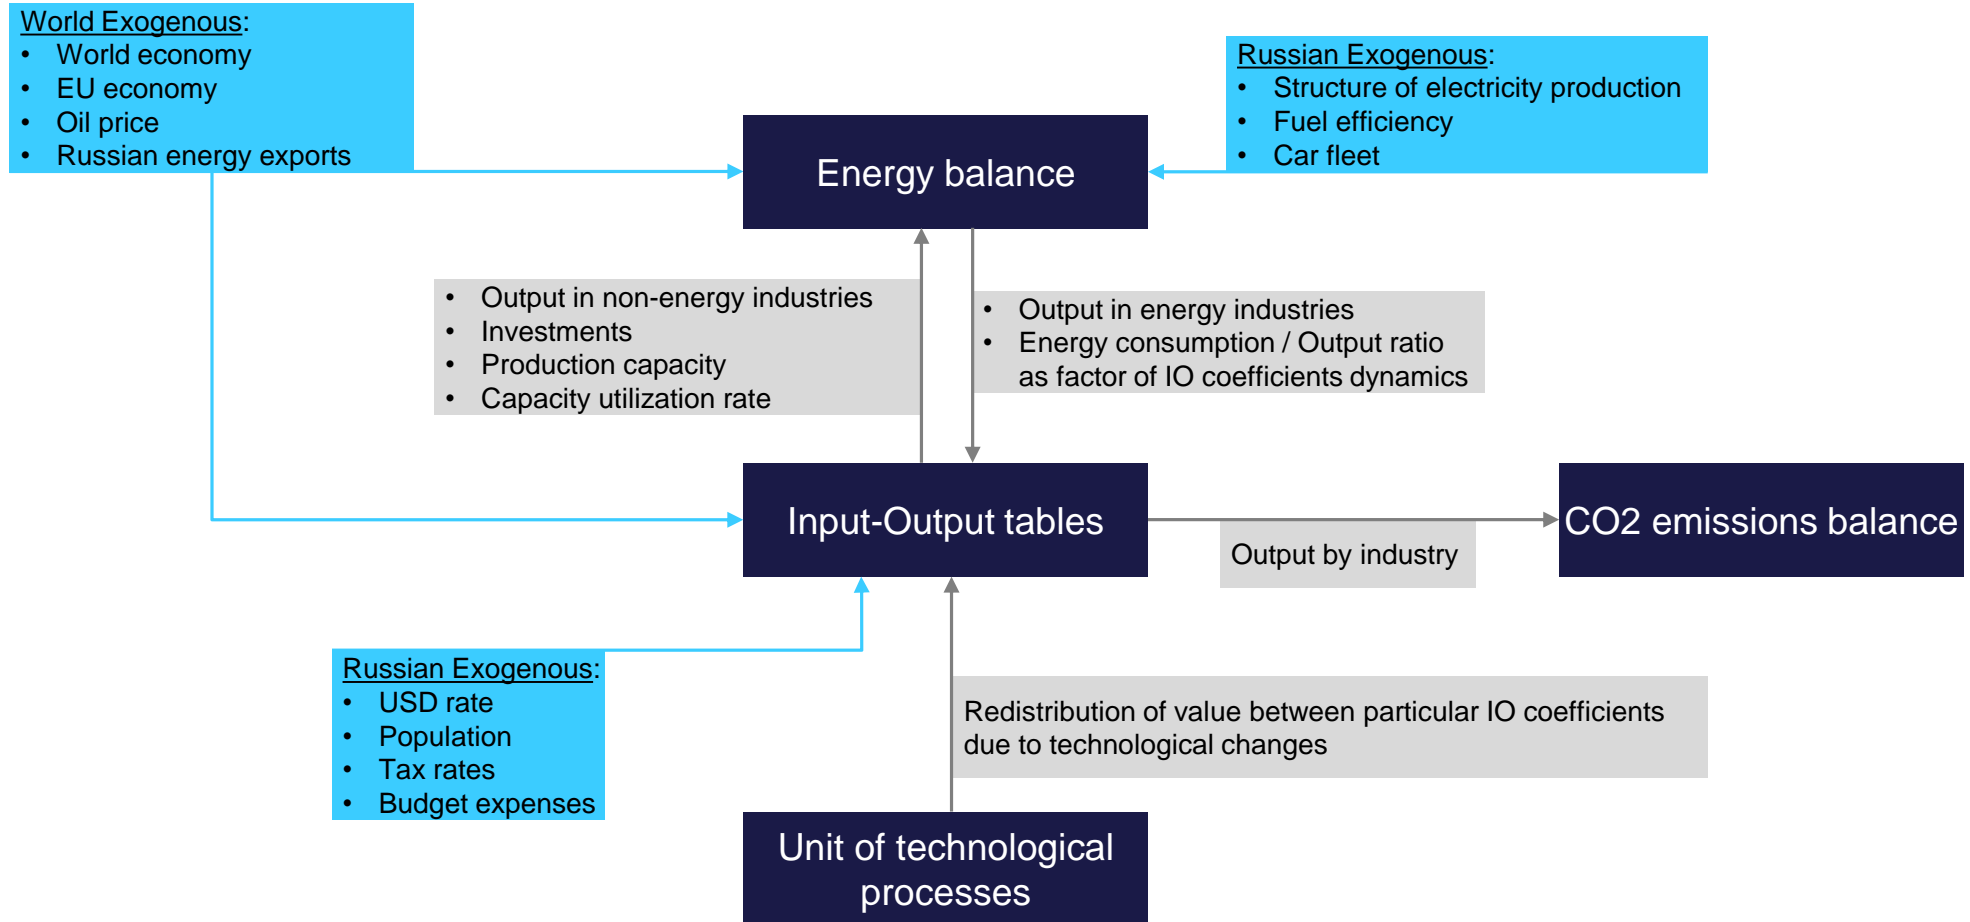 World Exogenous:
• World economy
• EU economy
• Oil price
• Russian energy exports
Russian Exogenous:
• Structure of electricity production
• Fuel efficiency
• Car fleet
Energy balance
• Output in non-energy industries
• Investments
• Production capacity
• Capacity utilization rate
• Output in energy industries
• Energy consumption / Output ratio
as factor of IO coefficients dynamics
Input-Output tables
Output by industry
CO2 emissions balance
Russian Exogenous:
• USD rate
• Population
• Tax rates
• Budget expenses
Redistribution of value between particular IO coefficients
due to technological changes
Unit of technological
processes